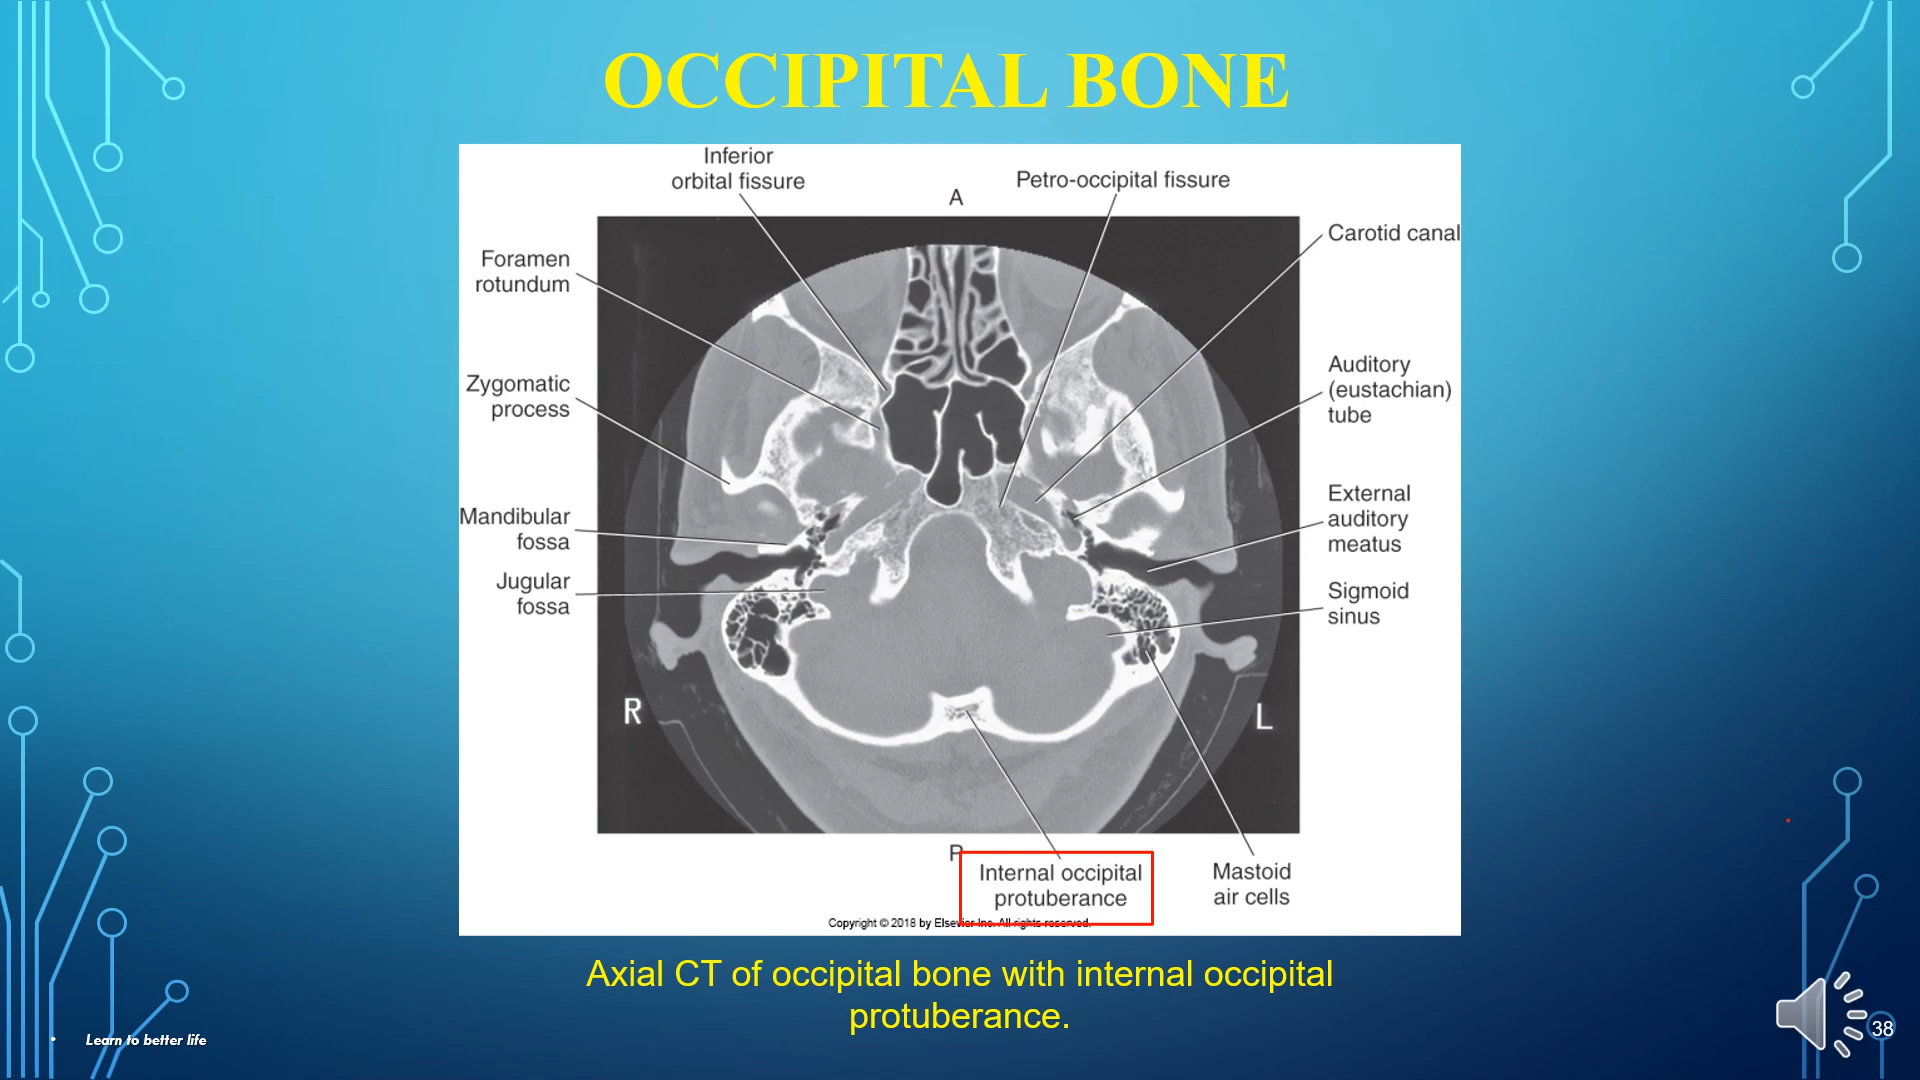 OCCIPITAL BONE
Inferior
orbital fissure
A
Petro-occipital fissure
Carotid canal
Foramen
rotundum
Auditory
(eustachian)
tube
Zygomatic
process
External
auditory
meatus
Mandibular
fossa
Jugular
fossa
Sigmoid
sinus
R
L
P
Internal occipital
protuberance
Mastoid
air cells
Copyright © 2018 by Elsevier Inc. All rights reserved.
Axial CT of occipital bone with internal occipital
protuberance.
• Learn to better life
38